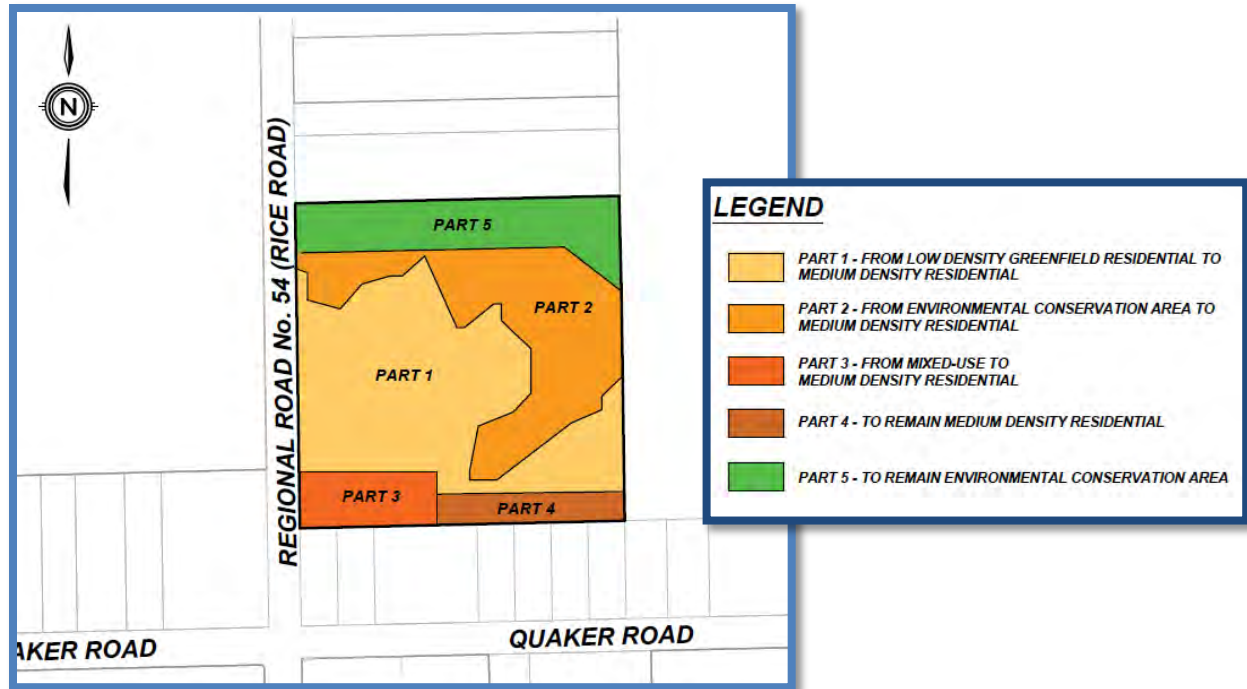 N
REGIONAL ROAD No. 54 (RICE ROAD)
PART 5
PART 2
PART 1
PART 3
PART 4
QUAKER ROAD
AKER ROAD
LEGEND
PART 1 - FROM LOW DENSITY GREENFIELD RESIDENTIAL TO
MEDIUM DENSITY RESIDENTIAL
PART 2 - FROM ENVIRONMENTAL CONSERVATION AREA TO
MEDIUM DENSITY RESIDENTIAL
PART 3 - FROM MIXED-USE TO
MEDIUM DENSITY RESIDENTIAL
PART 4 - TO REMAIN MEDIUM DENSITY RESIDENTIAL
PART 5 - TO REMAIN ENVIRONMENTAL CONSERVATION AREA